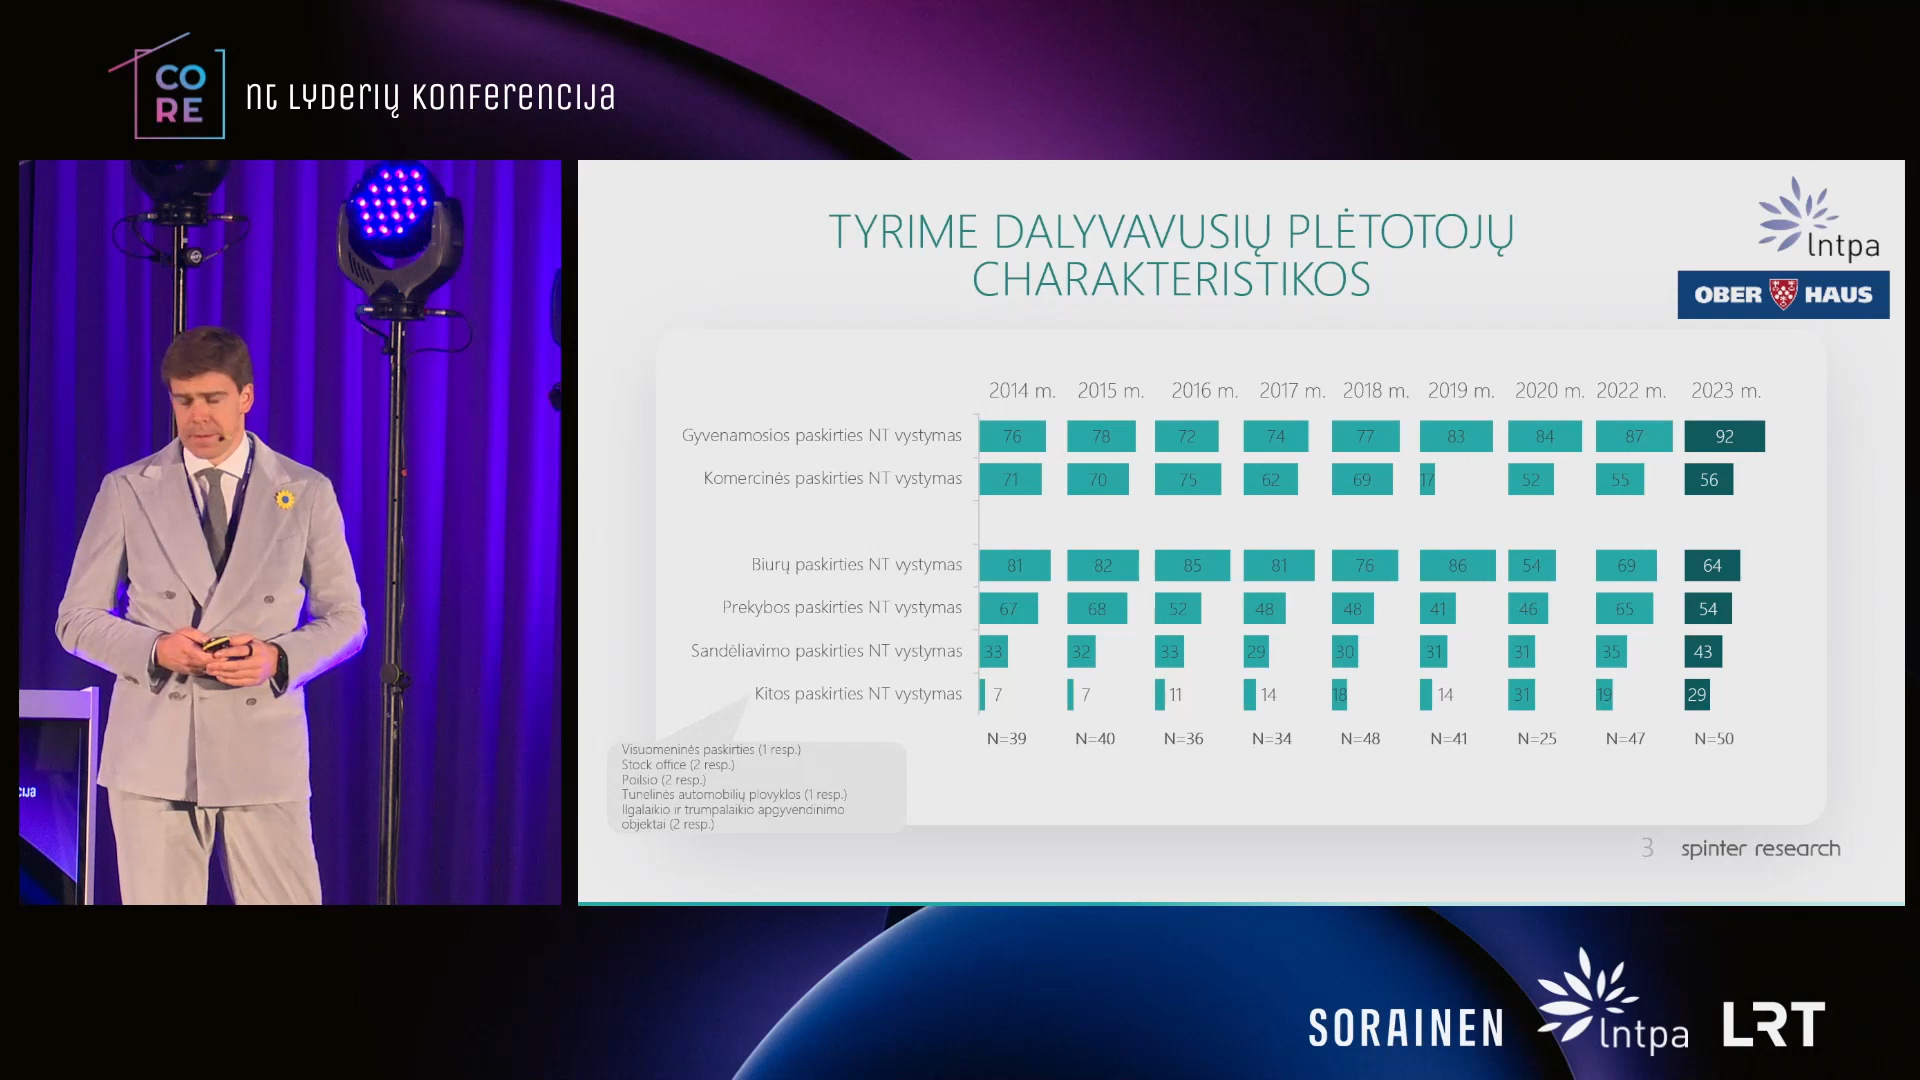 CO
RE
NT LYDERIŲ KONFERENCIJA
TYRIME DALYVAVUSIŲ PLĖTOTOJŲ
CHARAKTERISTIKOS
lntpa
OBER HAUS
2014 m. 2015 m. 2016 m. 2017 m. 2018 m. 2019 m. 2020 m. 2022 m. 2023 m.
Gyvenamosios paskirties NT vystymas 76 78 72 74 77 83 84 87 92
Komercinės paskirties NT vystymas 71 70 75 62 69 17 52 55 56
Biurų paskirties NT vystymas 81 82 85 81 76 86 54 69 64
Prekybos paskirties NT vystymas 67 68 52 48 48 41 46 65 54
Sandėliavimo paskirties NT vystymas 33 32 33 29 30 31 31 35 43
Kitos paskirties NT vystymas 7 7 11 14 18 14 31 19 29
N=39 N=40 N=36 N=34 N=48 N=41 N=25 N=47 N=50
Visuomeninės paskirties (1 resp.)
Stock office (2 resp.)
Poilsio (2 resp.)
Tunelinės automobilių plovyklos (1 resp.)
Ilgalaikio ir trumpalaikio apgyvendinimo
objektai (2 resp.)
3 spinter research
SORAINEN lntpa LRT